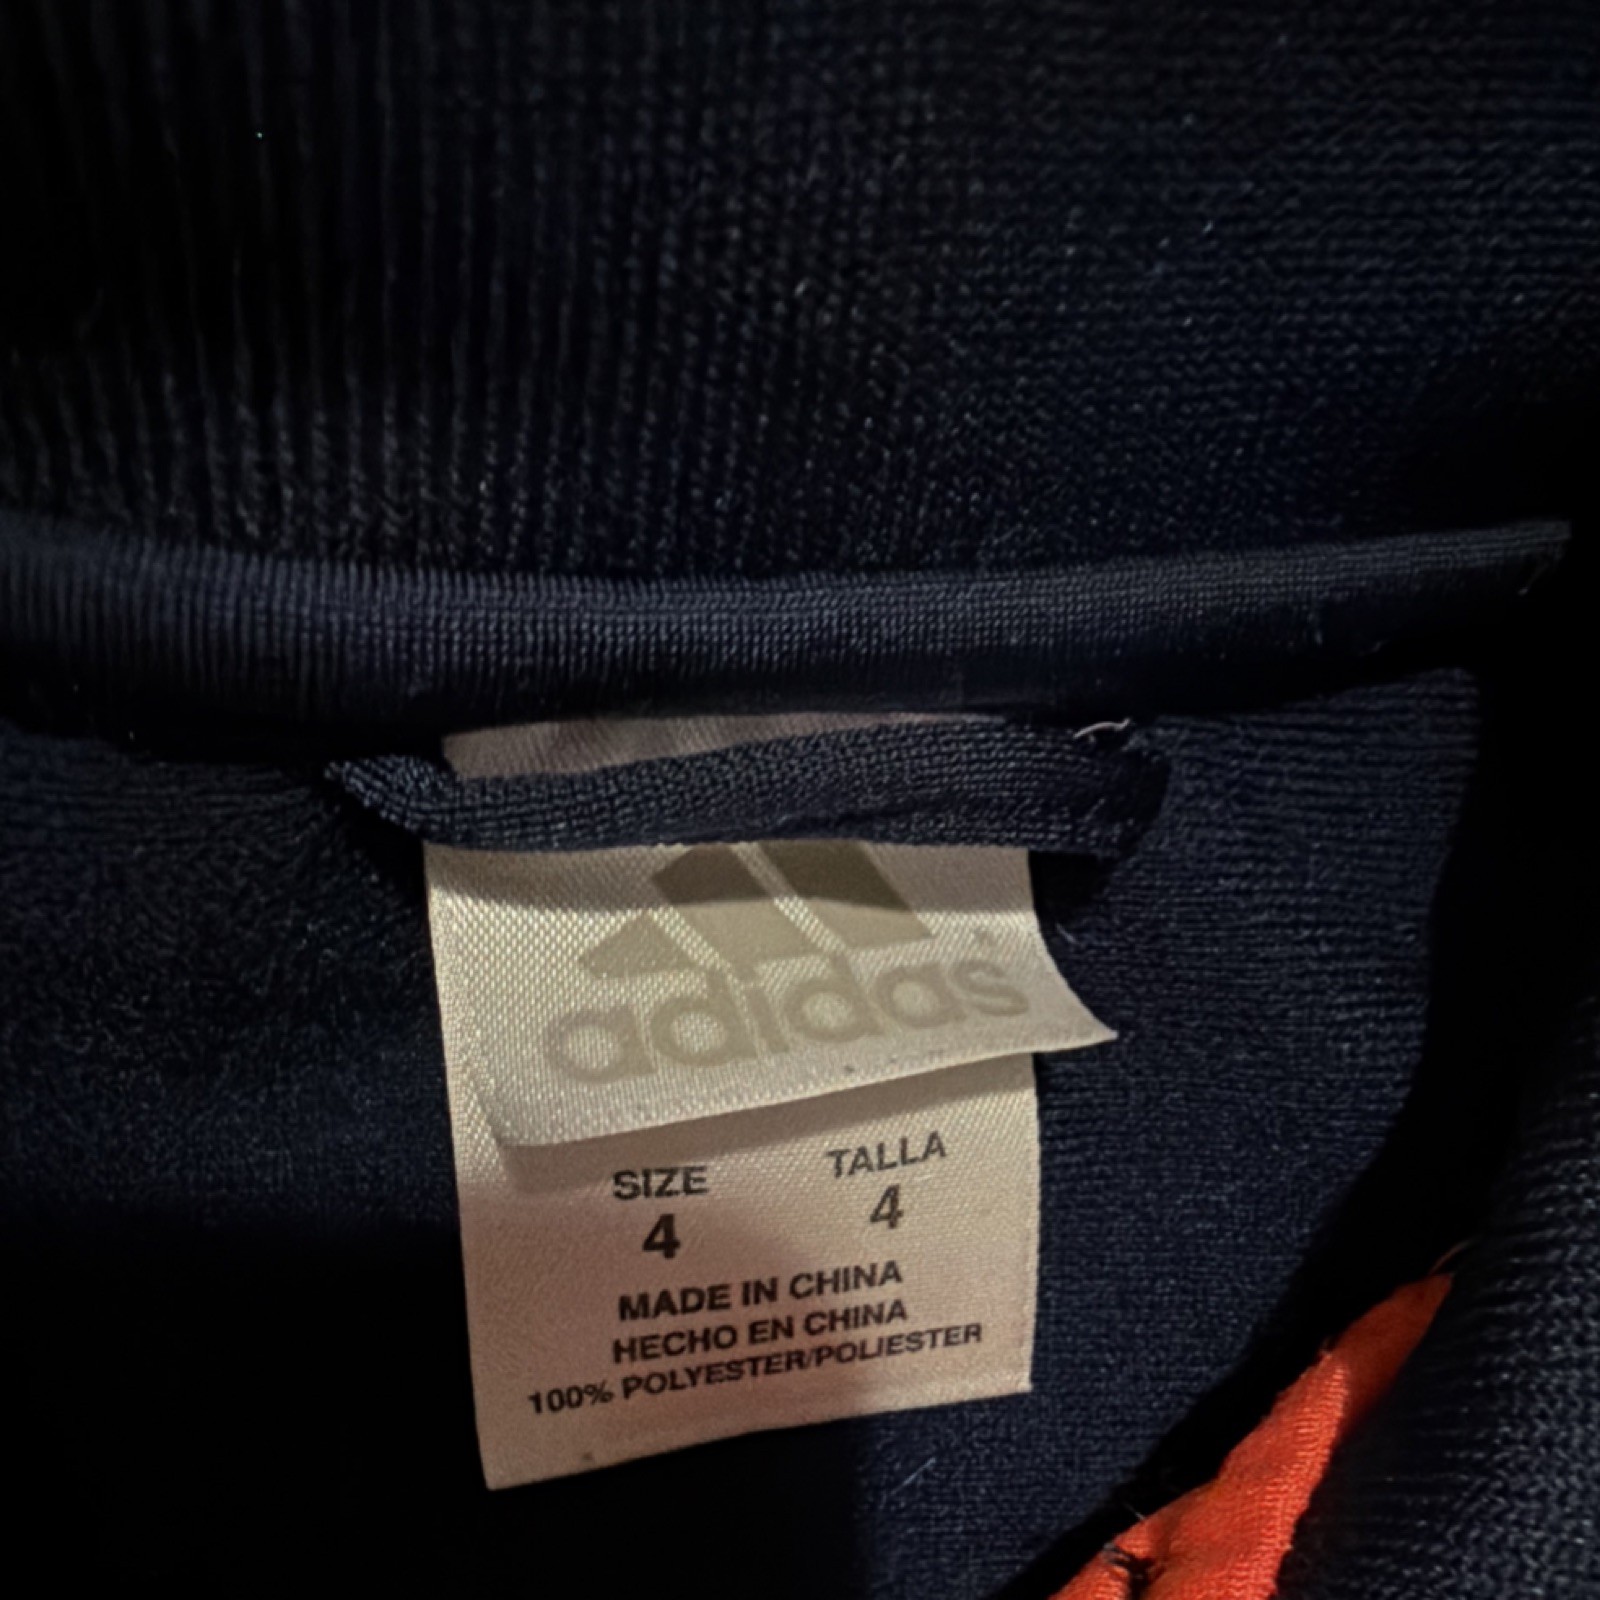 adidas
SIZE TALLA
4 4
MADE IN CHINA
HECHO EN CHINA
100% POLYESTER/POLIESTER